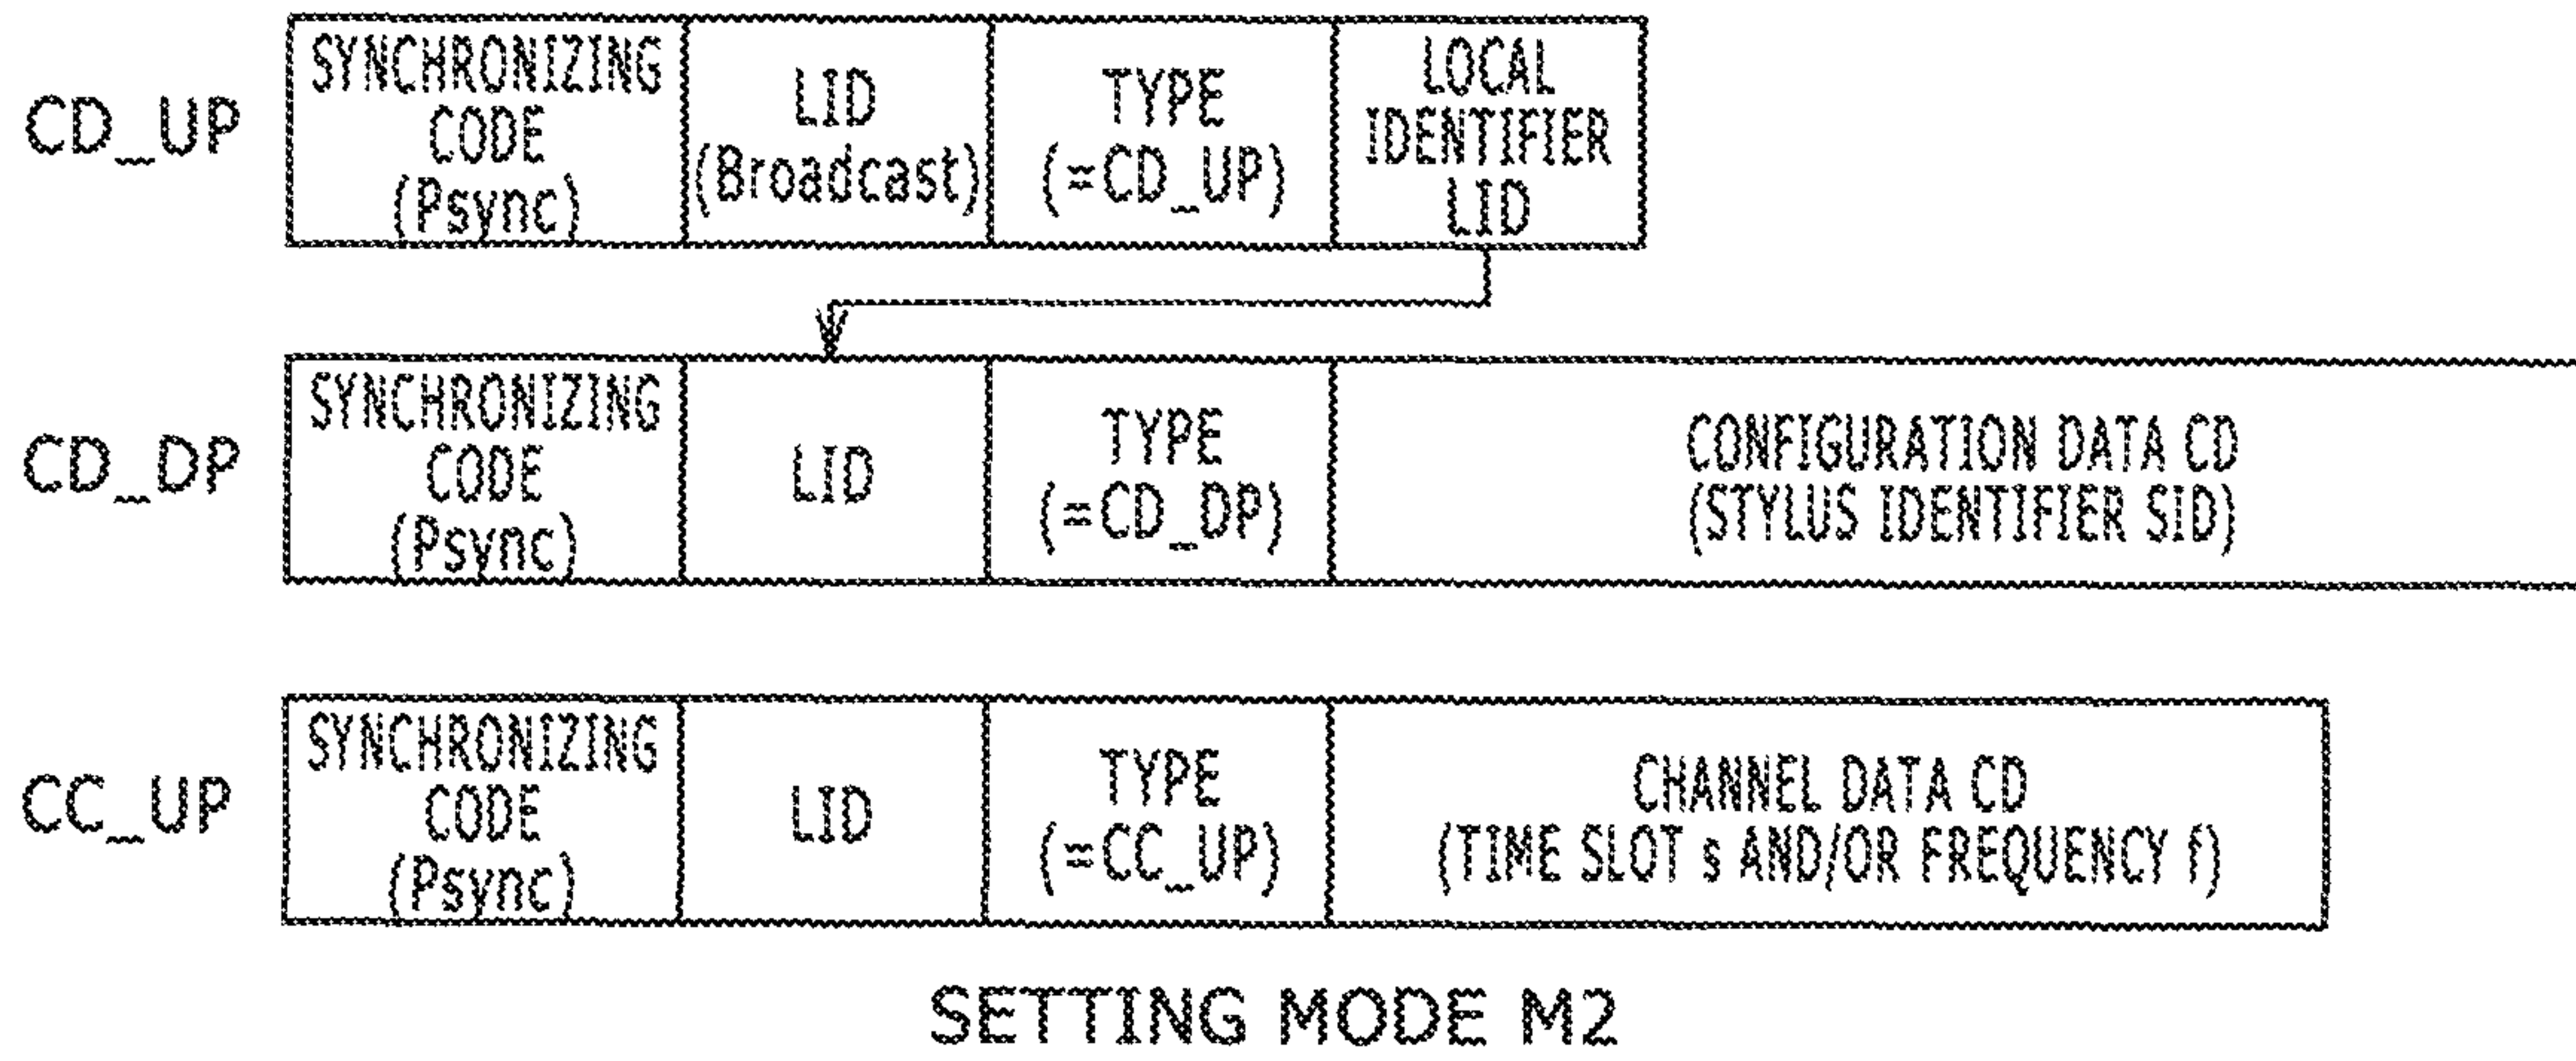 CD_UP
SYNCHRONIZING
CODE
(Psync)
LID
(Broadcast)
TYPE
(=CD_UP)
LOCAL
IDENTIFIER
LID
CD_DP
SYNCHRONIZING
CODE
(Psync)
LID
TYPE
(=CD_DP)
CONFIGURATION DATA CD
(STYLUS IDENTIFIER SID)
CC_UP
SYNCHRONIZING
CODE
(Psync)
LID
TYPE
(=CC_UP)
CHANNEL DATA CD
(TIME SLOT s AND/OR FREQUENCY f)
SETTING MODE M2